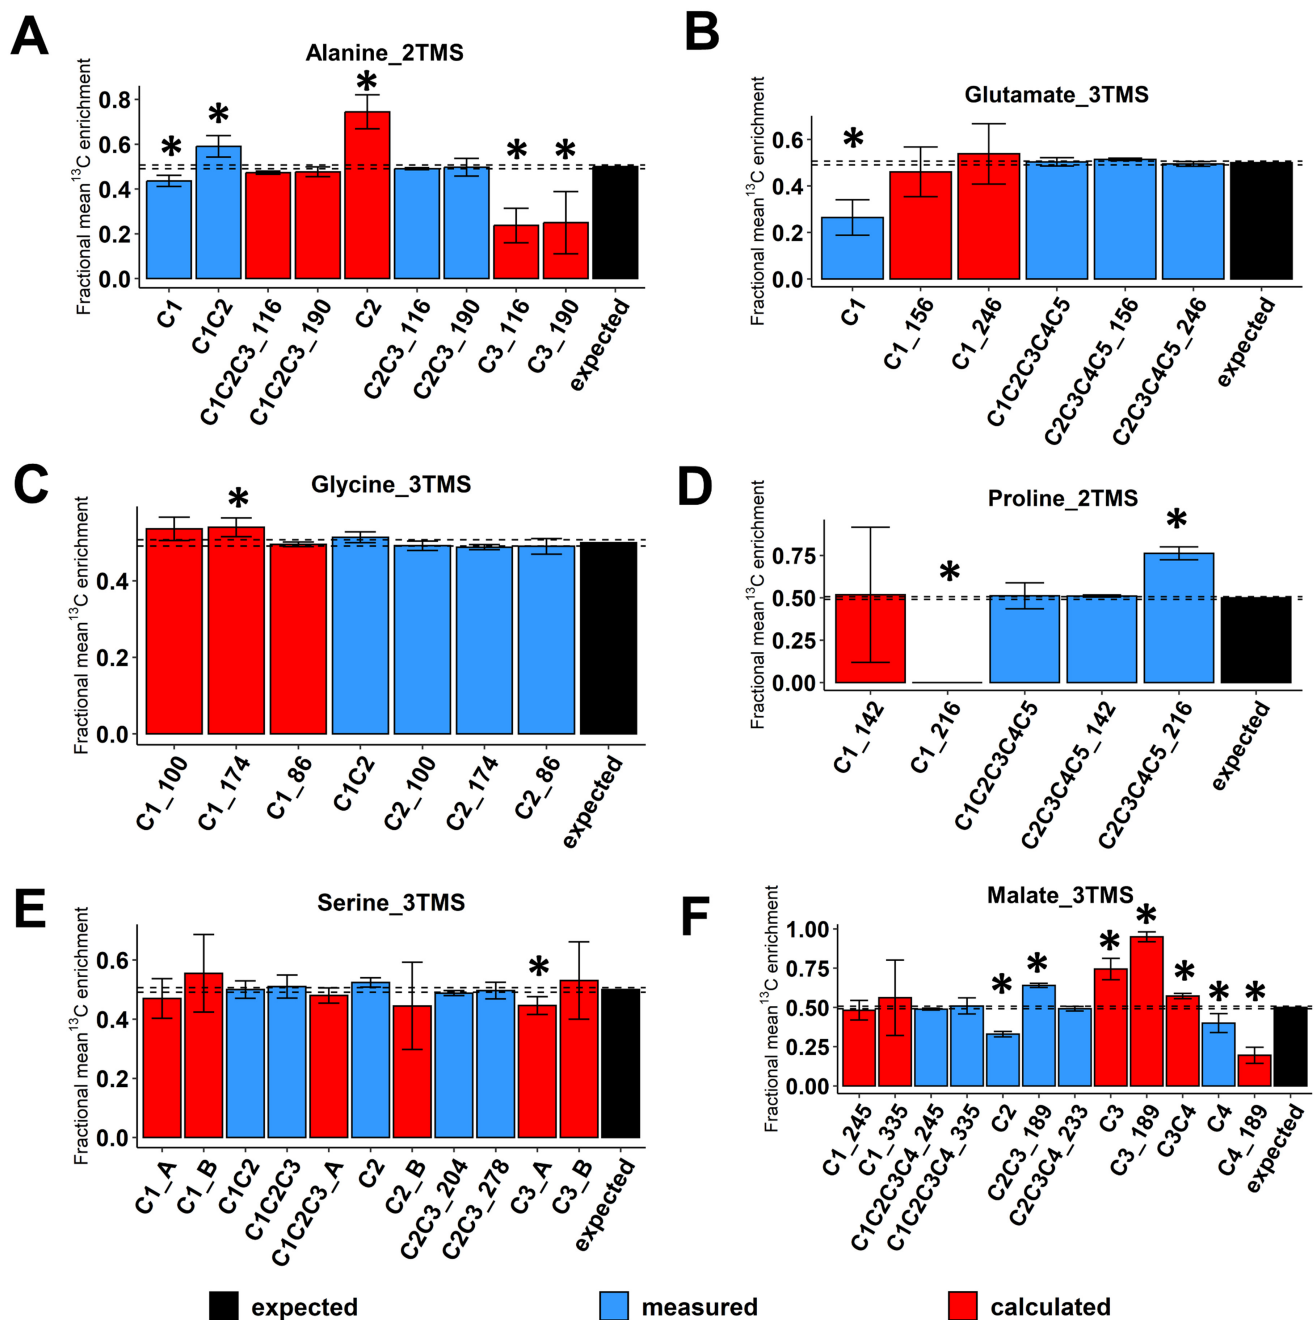 A
Alanine_2TMS
Fractional mean 13C enrichment
0.8
0.6
0.4
0.2
0.0
* * * * *
C1 C1C2 C1C2C3_116 C1C2C3_190 C2 C2C3_116 C2C3_190 C3_116 C3_190 expected
B
Glutamate_3TMS
Fractional mean 13C enrichment
0.6
0.4
0.2
0.0
*
C1 C1_156 C1_246 C1C2C3C4C5 C2C3C4C5_156 C2C3C4C5_246 expected
C
Glycine_3TMS
Fractional mean 13C enrichment
0.4
0.2
0.0
*
C1_100 C1_174 C1_86 C1C2 C2_100 C2_174 C2_86 expected
D
Proline_2TMS
Fractional mean 13C enrichment
0.75
0.50
0.25
0.00
* *
C1_142 C1_216 C1C2C3C4C5 C2C3C4C5_142 C2C3C4C5_216 expected
E
Serine_3TMS
Fractional mean 13C enrichment
0.6
0.4
0.2
0.0
*
C1_A C1_B C1C2 C1C2C3 C1C2C3_A C2 C2_B C2C3_204 C2C3_278 C3_A C3_B expected
F
Malate_3TMS
Fractional mean 13C enrichment
1.00
0.75
0.50
0.25
0.00
* * * * * * *
C1_245 C1_335 C1C2C3C4_245 C1C2C3C4_335 C2 C2C3_189 C2C3C4_233 C3 C3_189 C3C4 C4 C4_189 expected
expected measured calculated